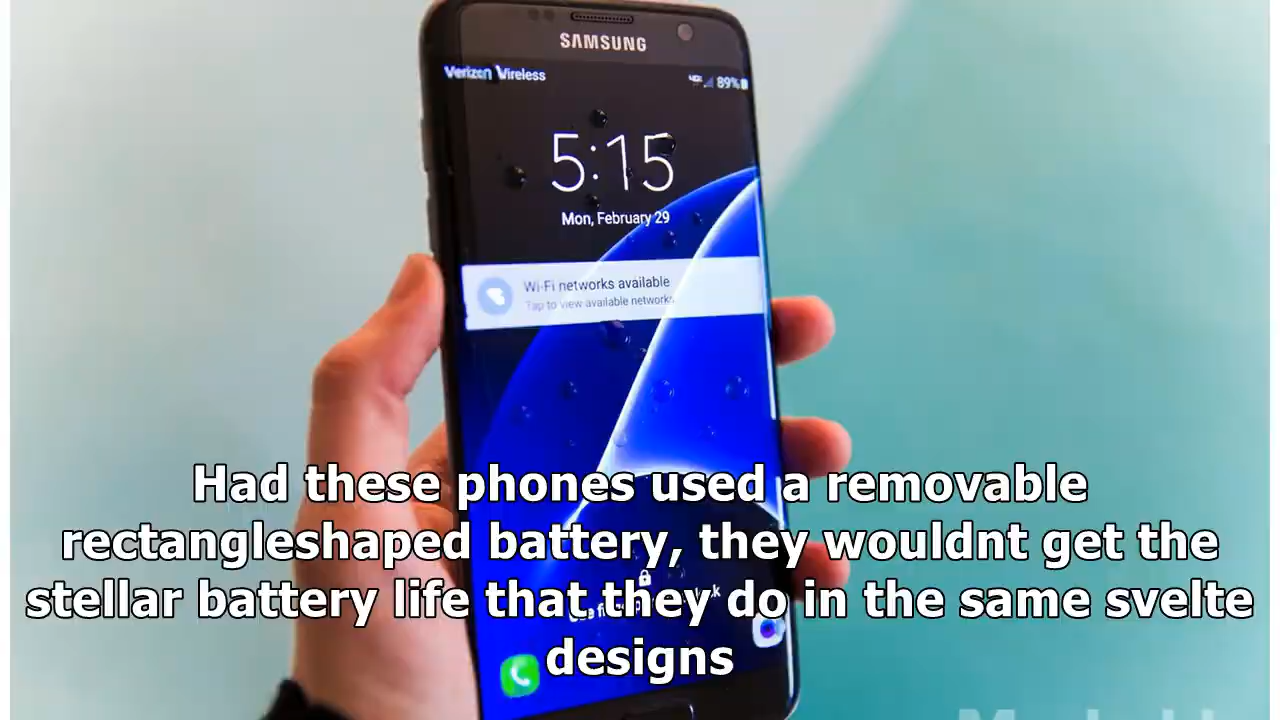 SAMSUNG
Verizon Wireless
89%
5:15
Mon, February 29
Wi-Fi networks available
Tap to view available networks
Had these phones used a removable
rectangleshaped battery, they wouldnt get the
stellar battery life that they do in the same svelte
designs